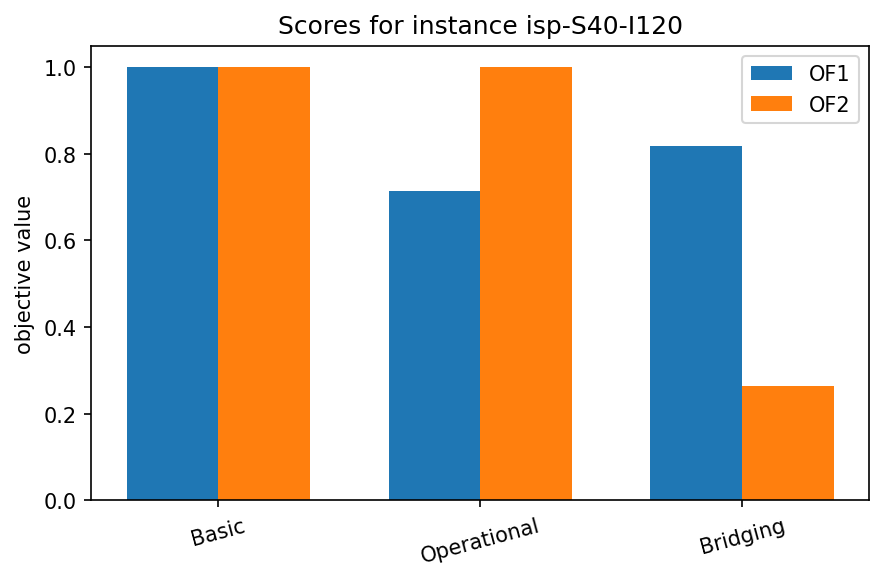 Scores for instance isp-S40-I120
OF1
OF2
objective value
1.0
0.8
0.6
0.4
0.2
0.0
Basic
Operational
Bridging